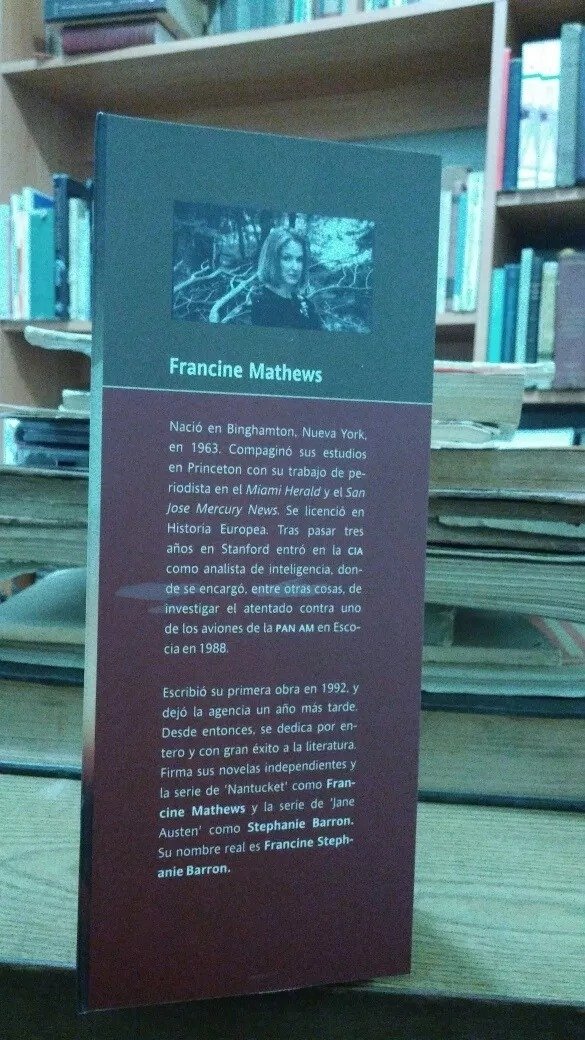 Francine Mathews
Nació en Binghamton, Nueva York,
en 1963. Compaginó sus estudios
en Princeton con su trabajo de pe-
riodista en el Miami Herald y el San
Jose Mercury News. Se licenció en
Historia Europea. Tras pasar tres
años en Stanford entró en la CIA
como analista de inteligencia, don-
de se encargó, entre otras cosas, de
investigar el atentado contra uno
de los aviones de la PAN AM en Esco-
cia en 1988.
Escribió su primera obra en 1992, y
dejó la agencia un año más tarde.
Desde entonces, se dedica por en-
tero y con gran éxito a la literatura.
Firma sus novelas independientes y
la serie de 'Nantucket' como Fran-
cine Mathews y la serie de 'Jane
Austen' como Stephanie Barron.
Su nombre real es Francine Steph-
anie Barron.